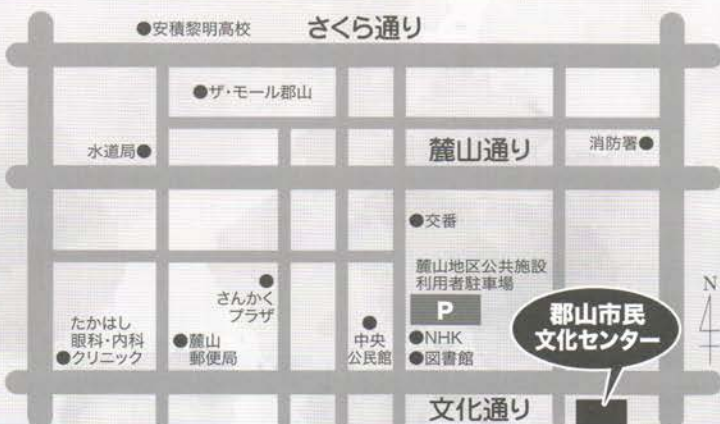 ●安積黎明高校
さくら通り
●ザ・モール郡山
水道局●
麓山通り
消防署●
●交番
麓山地区公共施設
利用者駐車場
P
●NHK
●図書館
さんかく
プラザ
たかはし
眼科・内科
●クリニック
●麓山
郵便局
中央
公民館
郡山市民
文化センター
N
文化通り